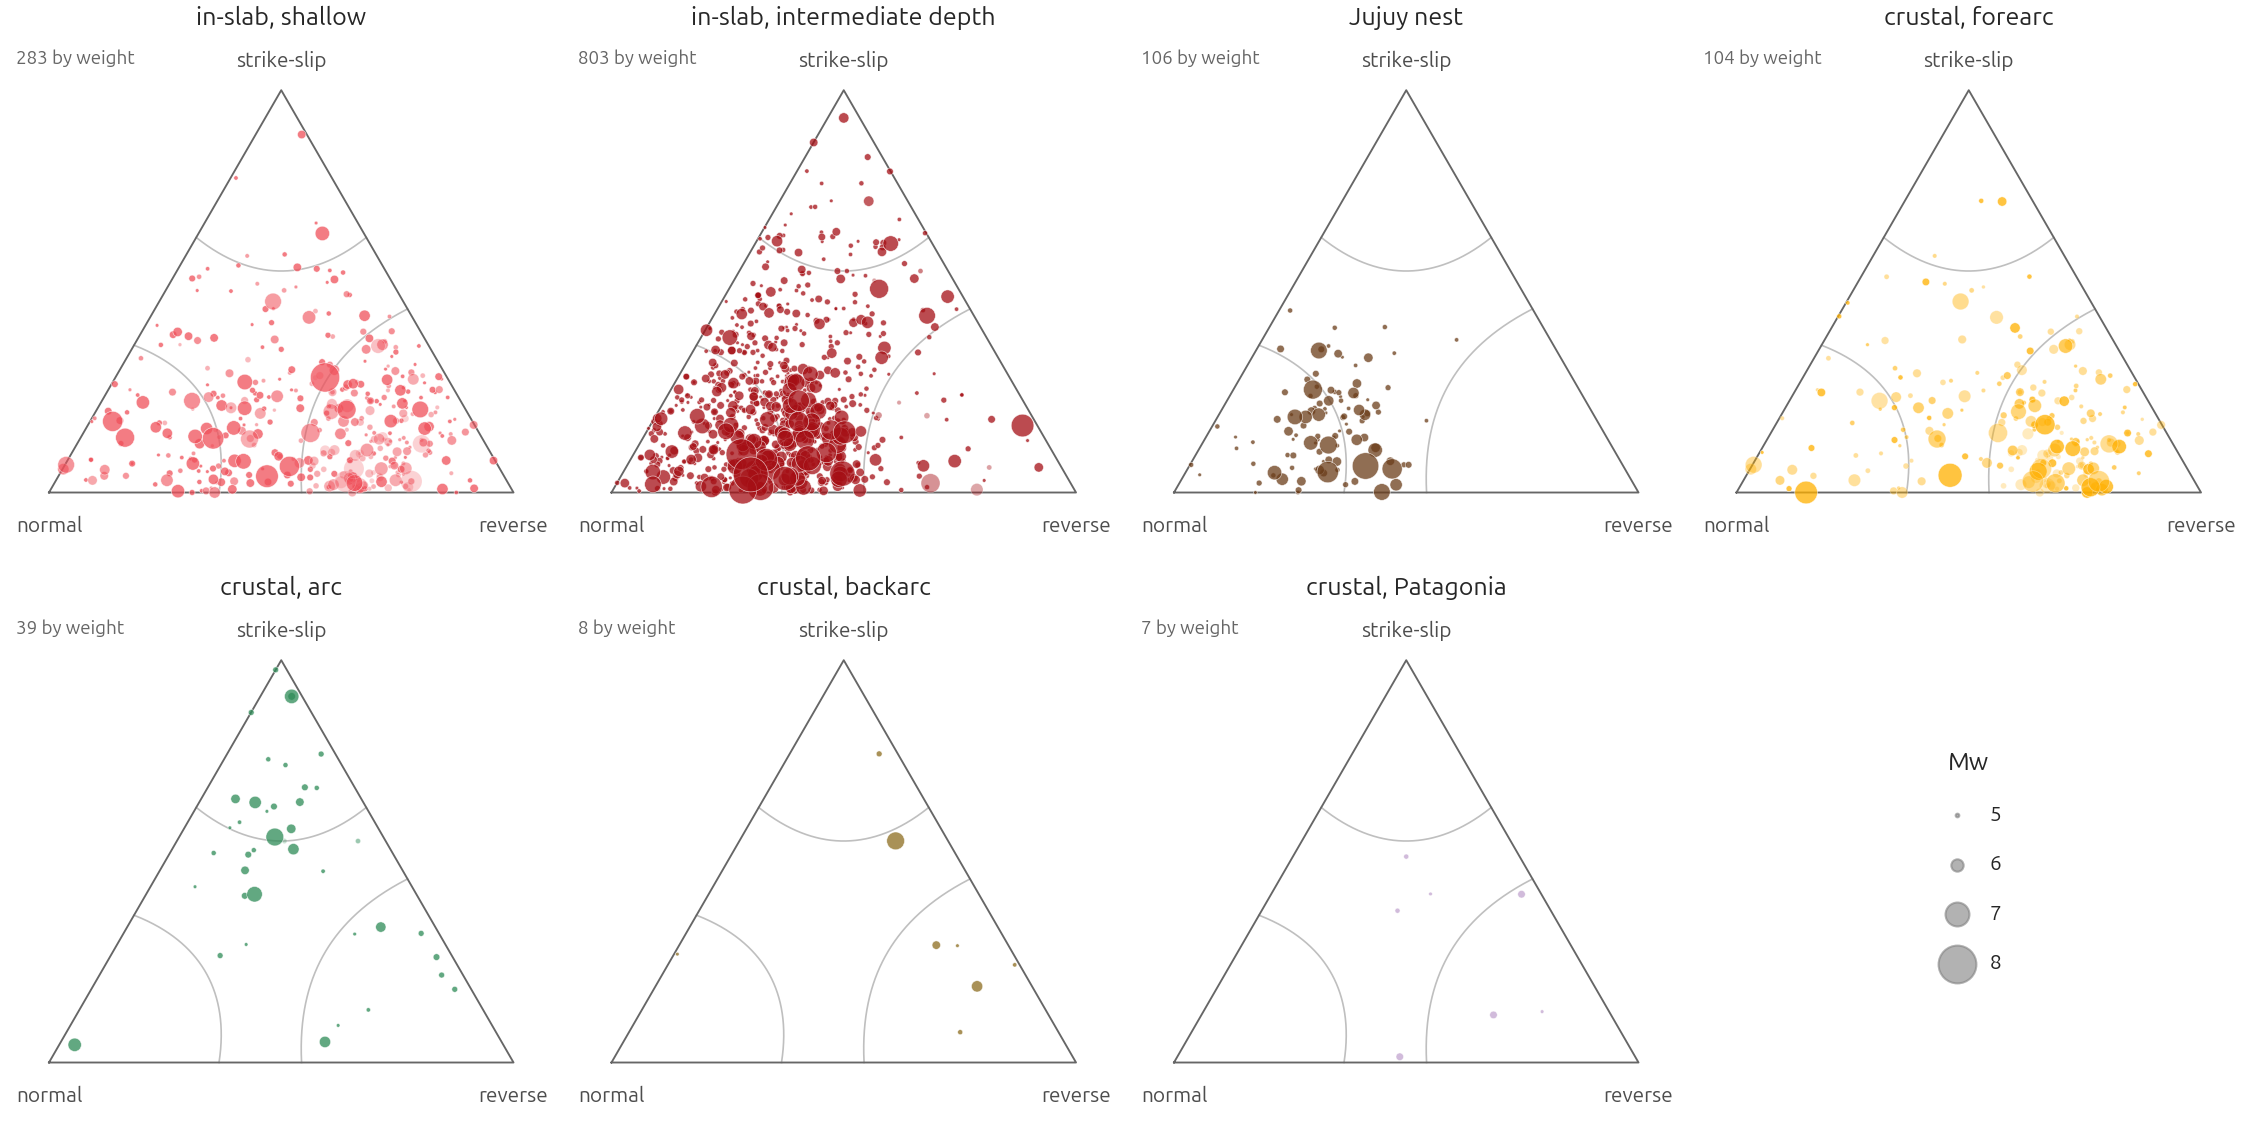 in-slab, shallow
283 by weight
strike-slip
normal
reverse
in-slab, intermediate depth
803 by weight
strike-slip
normal
reverse
Jujuy nest
106 by weight
strike-slip
normal
reverse
crustal, forearc
104 by weight
strike-slip
normal
reverse
crustal, arc
39 by weight
strike-slip
normal
reverse
crustal, backarc
8 by weight
strike-slip
normal
reverse
crustal, Patagonia
7 by weight
strike-slip
normal
reverse
Mw
5
6
7
8